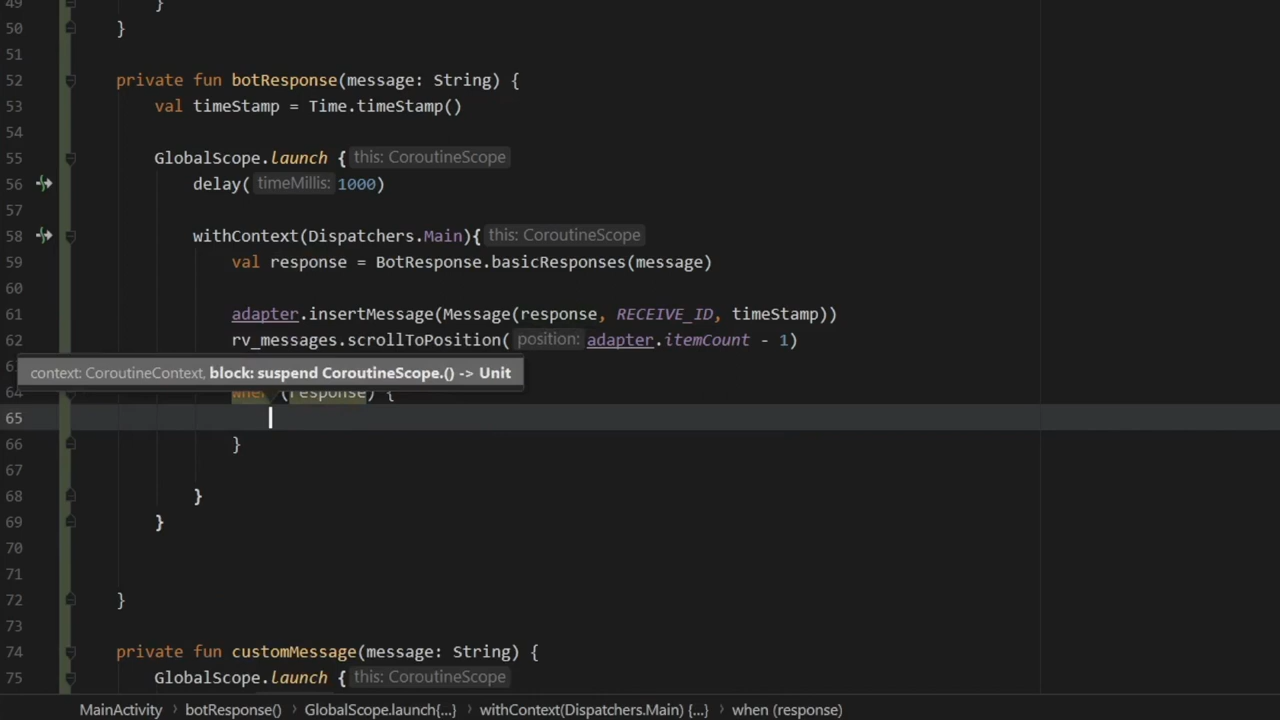 49 }
50 }
51
52 private fun botResponse(message: String) {
53 val timeStamp = Time.timeStamp()
54
55 GlobalScope.launch { this: CoroutineScope
56 delay( timeMillis: 1000)
57
58 withContext(Dispatchers.Main){ this: CoroutineScope
59 val response = BotResponse.basicResponses(message)
60
61 adapter.insertMessage(Message(response, RECEIVE_ID, timeStamp))
62 rv_messages.scrollToPosition( position: adapter.itemCount - 1)
context: CoroutineContext, block: suspend CoroutineScope.() -> Unit
64 when (response) {
65
66 }
67
68 }
69 }
70
71
72 }
73
74 private fun customMessage(message: String) {
75 GlobalScope.launch { this: CoroutineScope
MainActivity › botResponse() › GlobalScope.launch{...} › withContext(Dispatchers.Main) {...} › when (response)